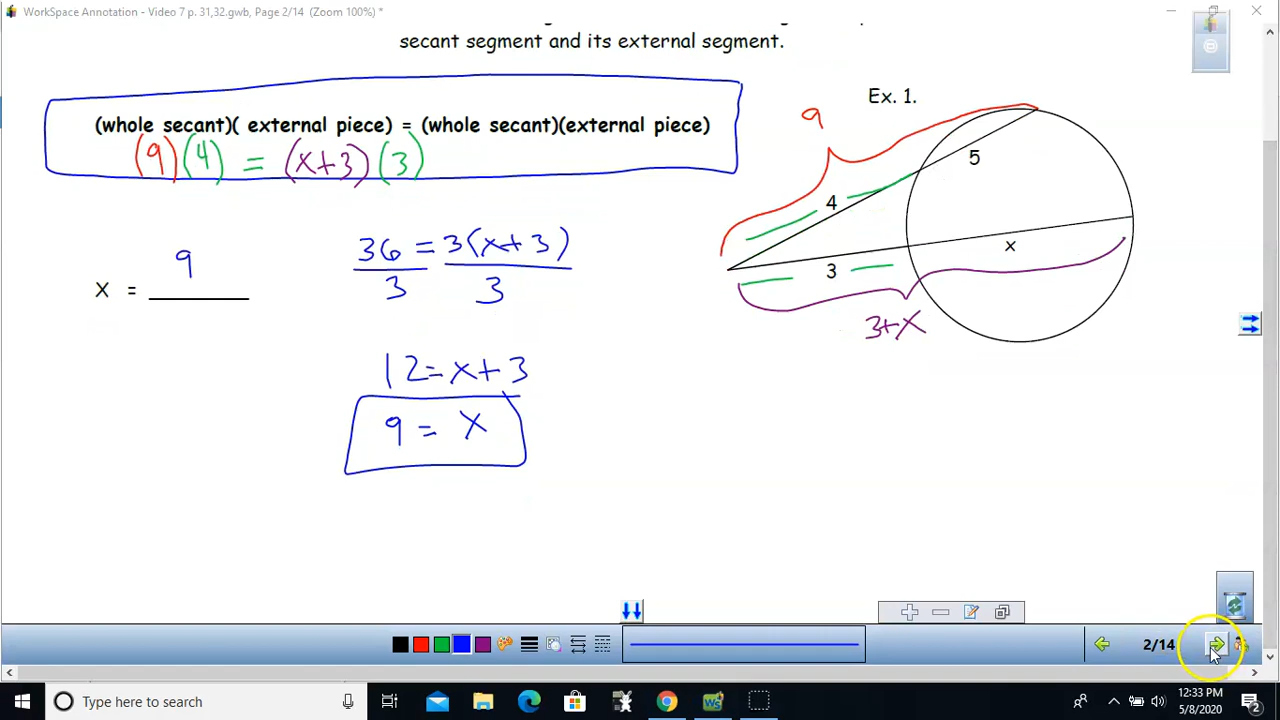 WorkSpace Annotation - Video 7 p. 31,32.gwb, Page 2/14 (Zoom 100%) *
secant segment and its external segment.
(whole secant)( external piece) = (whole secant)(external piece)
(9)(4) = (x+3)(3)
Ex. 1.
9
5
4
3
x
3+x
36 = 3(x+3)
3 3
9
X = ________
12 = x+3
9 = x
2/14
Type here to search
12:33 PM
5/8/2020
2